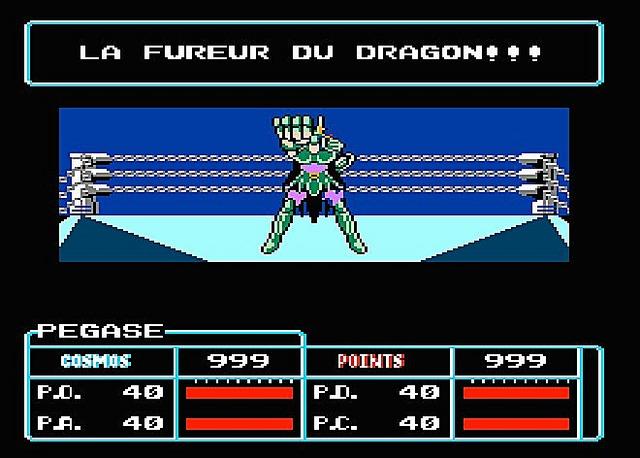 LA FUREUR DU DRAGON!!!
PEGASE
COSMOS 999 POINTS 999
P.O. 40 P.D. 40
P.A. 40 P.C. 40